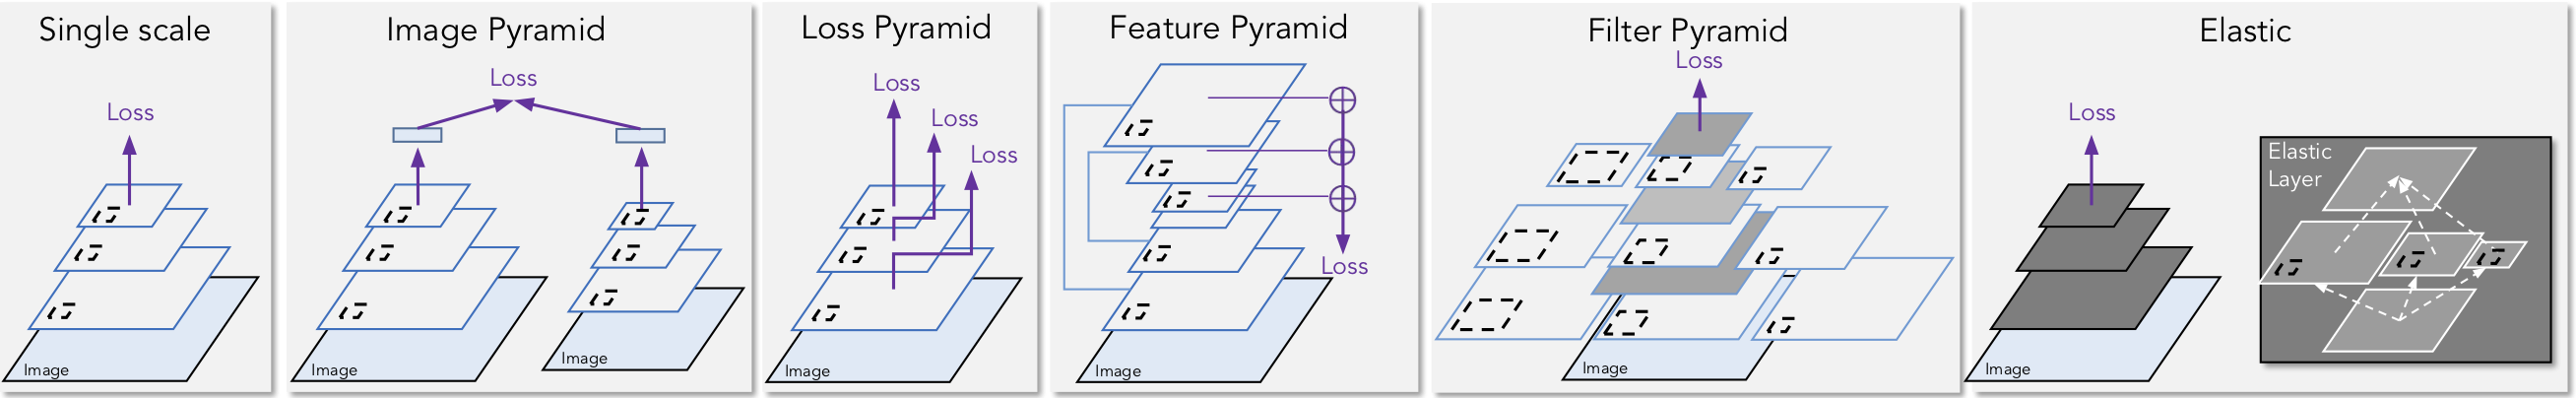 Single scale
Loss
Image
Image Pyramid
Loss
Image
Image
Loss Pyramid
Loss
Loss
Loss
Image
Feature Pyramid
Loss
Image
Filter Pyramid
Loss
Image
Elastic
Loss
Image
Elastic
Layer